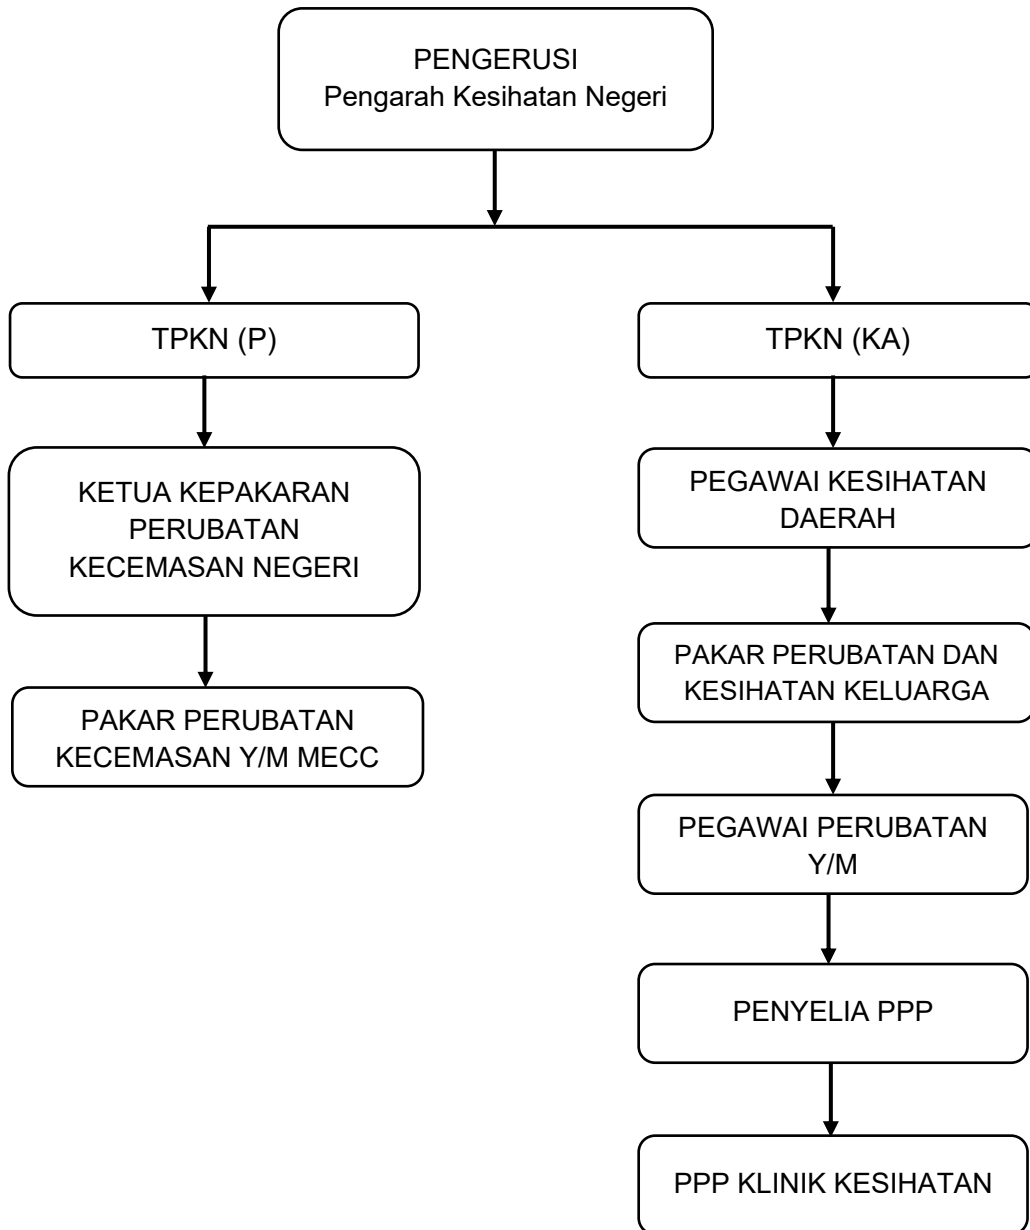 PENGERUSI
Pengarah Kesihatan Negeri
TPKN (P)
KETUA KEPAKARAN
PERUBATAN
KECEMASAN NEGERI
PAKAR PERUBATAN
KECEMASAN Y/M MECC
TPKN (KA)
PEGAWAI KESIHATAN
DAERAH
PAKAR PERUBATAN DAN
KESIHATAN KELUARGA
PEGAWAI PERUBATAN
Y/M
PENYELIA PPP
PPP KLINIK KESIHATAN